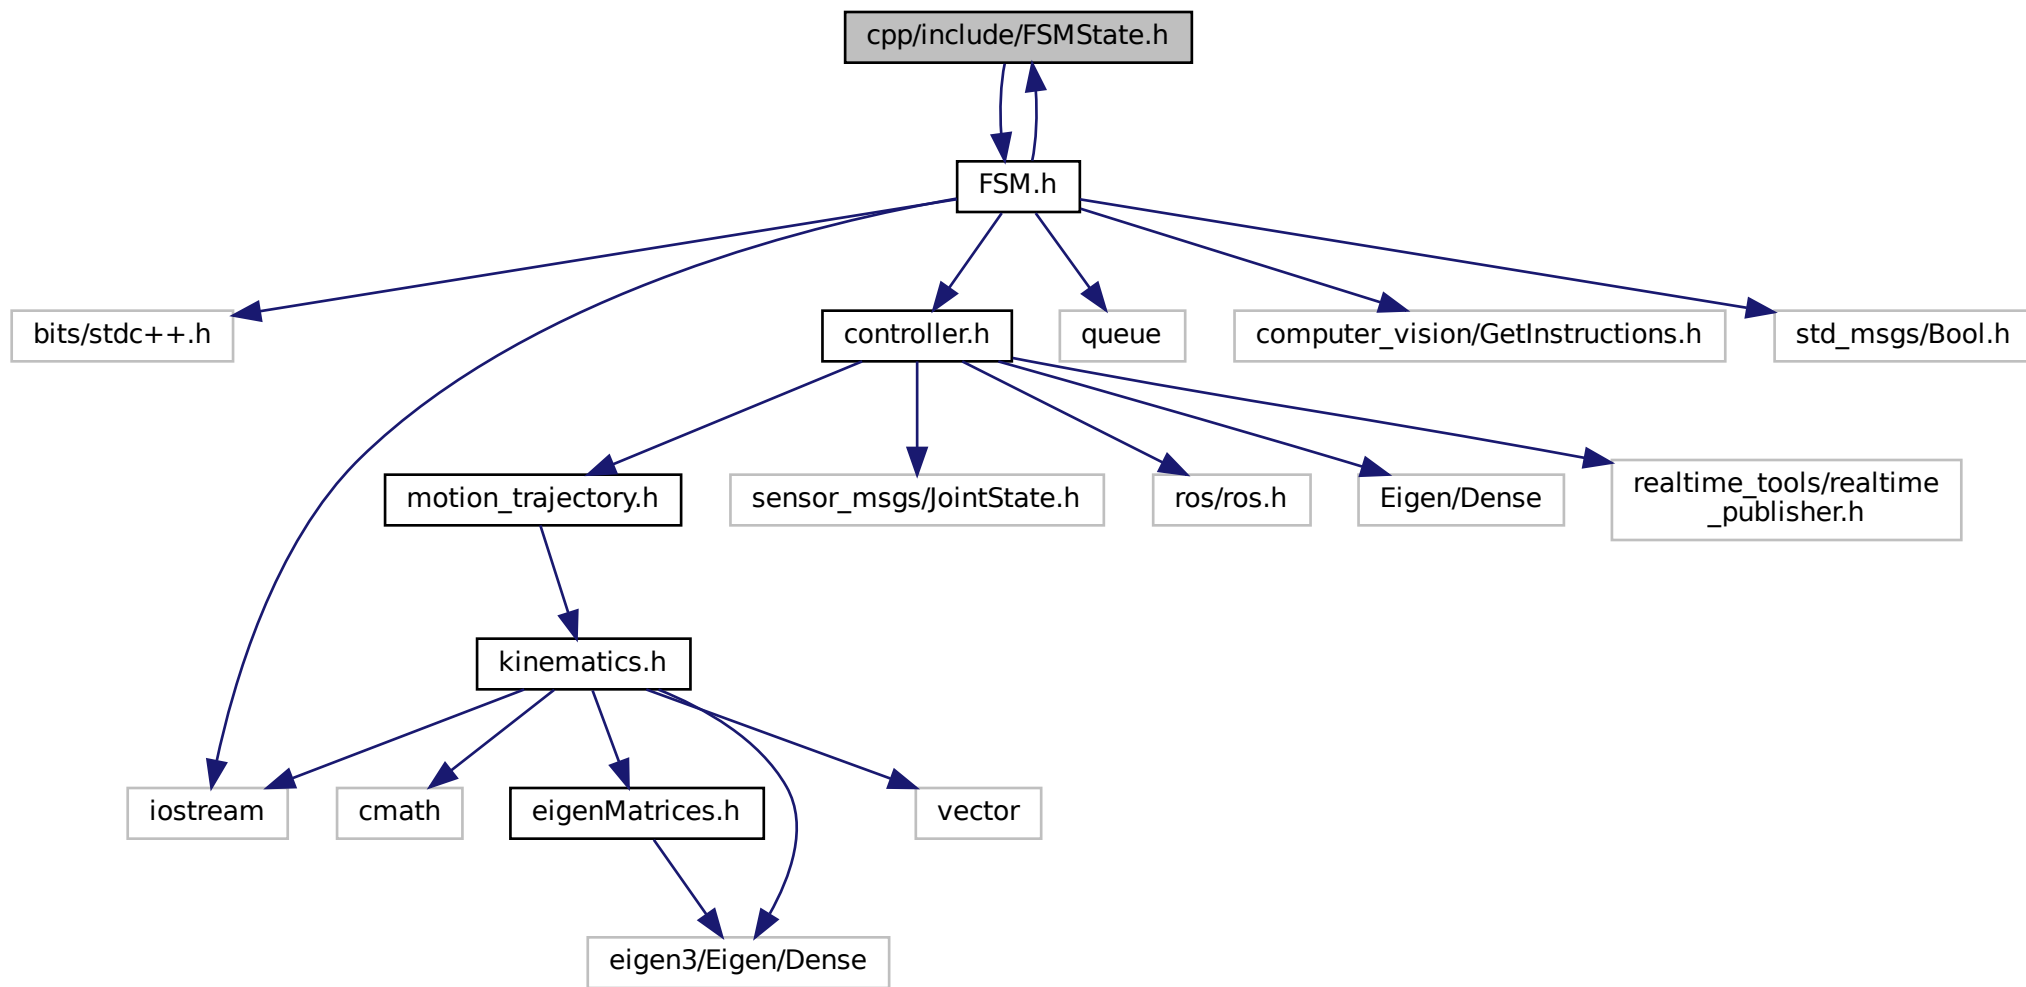 cpp/include/FSMState.h
FSM.h
bits/stdc++.h
controller.h
queue
computer_vision/GetInstructions.h
std_msgs/Bool.h
motion_trajectory.h
sensor_msgs/JointState.h
ros/ros.h
Eigen/Dense
realtime_tools/realtime
_publisher.h
kinematics.h
iostream
cmath
eigenMatrices.h
vector
eigen3/Eigen/Dense